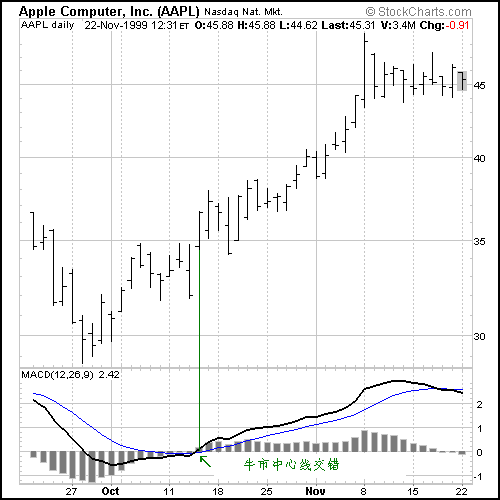 Apple Computer, Inc. (AAPL) Nasdaq Nat. Mkt. © StockCharts.com
AAPL daily 22-Nov-1999 12:31 ET O:45.88 H:45.88 L:44.62 Last:45.31 V:3.4M Chg:-0.91
45
40
35
30
MACD(12,26,9) 2.42
2
1
0
-1
牛市中心线交错
27 Oct 11 18 25 Nov 8 15 22